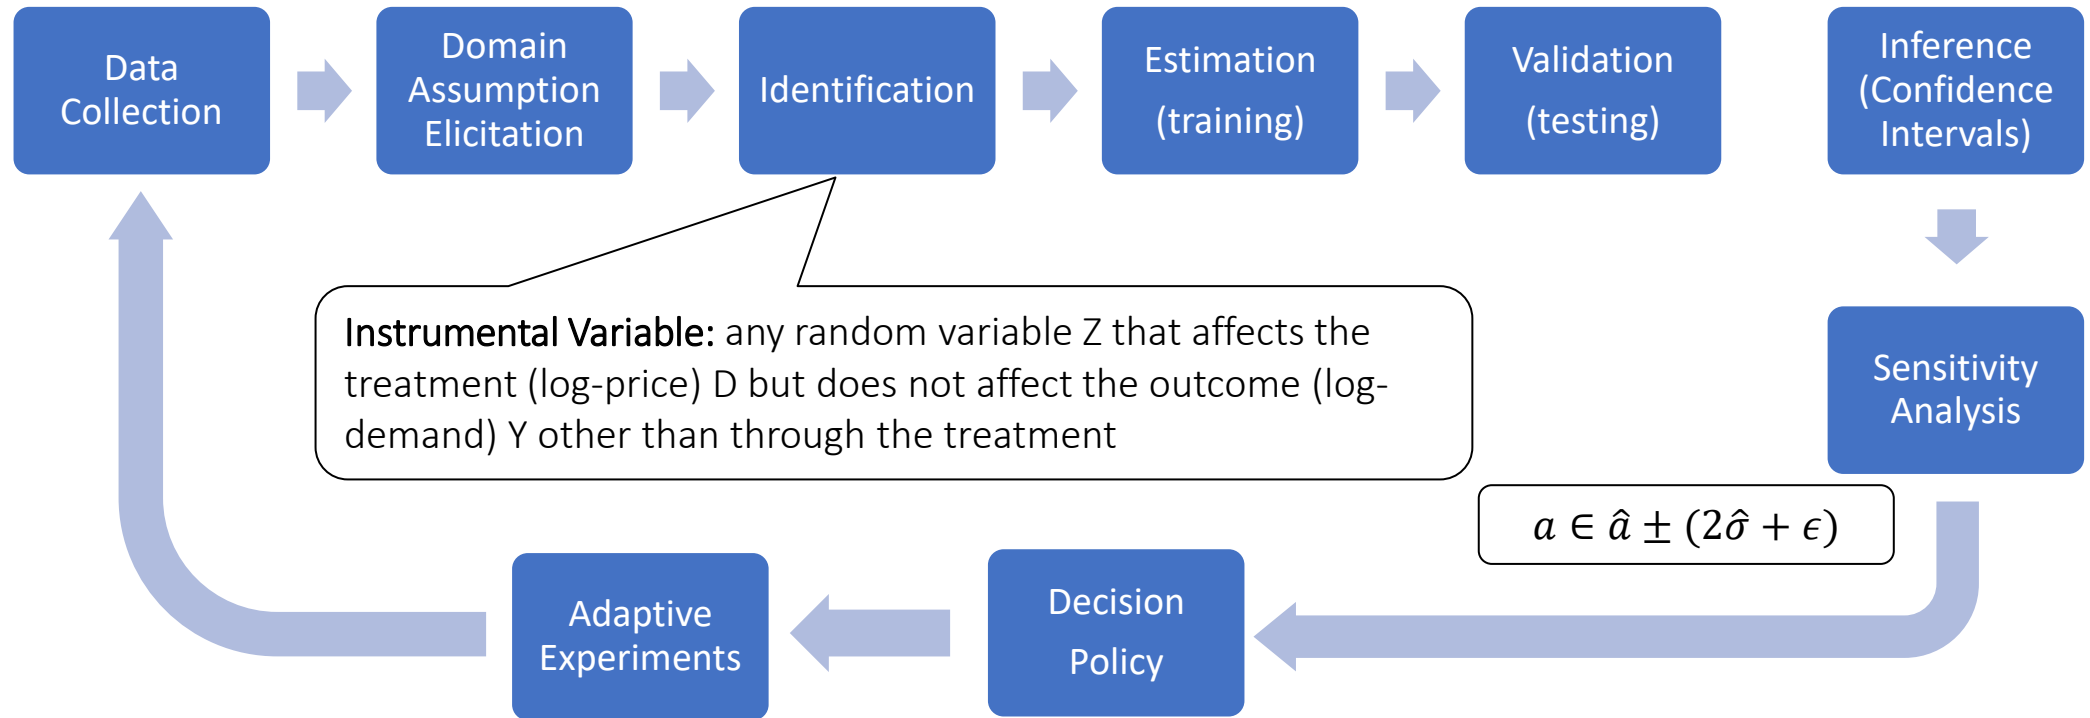 Data
Collection
Domain
Assumption
Elicitation
Identification
Estimation
(training)
Validation
(testing)
Inference
(Confidence
Intervals)
Instrumental Variable: any random variable Z that affects the
treatment (log-price) D but does not affect the outcome (log-
demand) Y other than through the treatment
Sensitivity
Analysis
a ∈ â ± (2σ̂ + ϵ)
Decision
Policy
Adaptive
Experiments